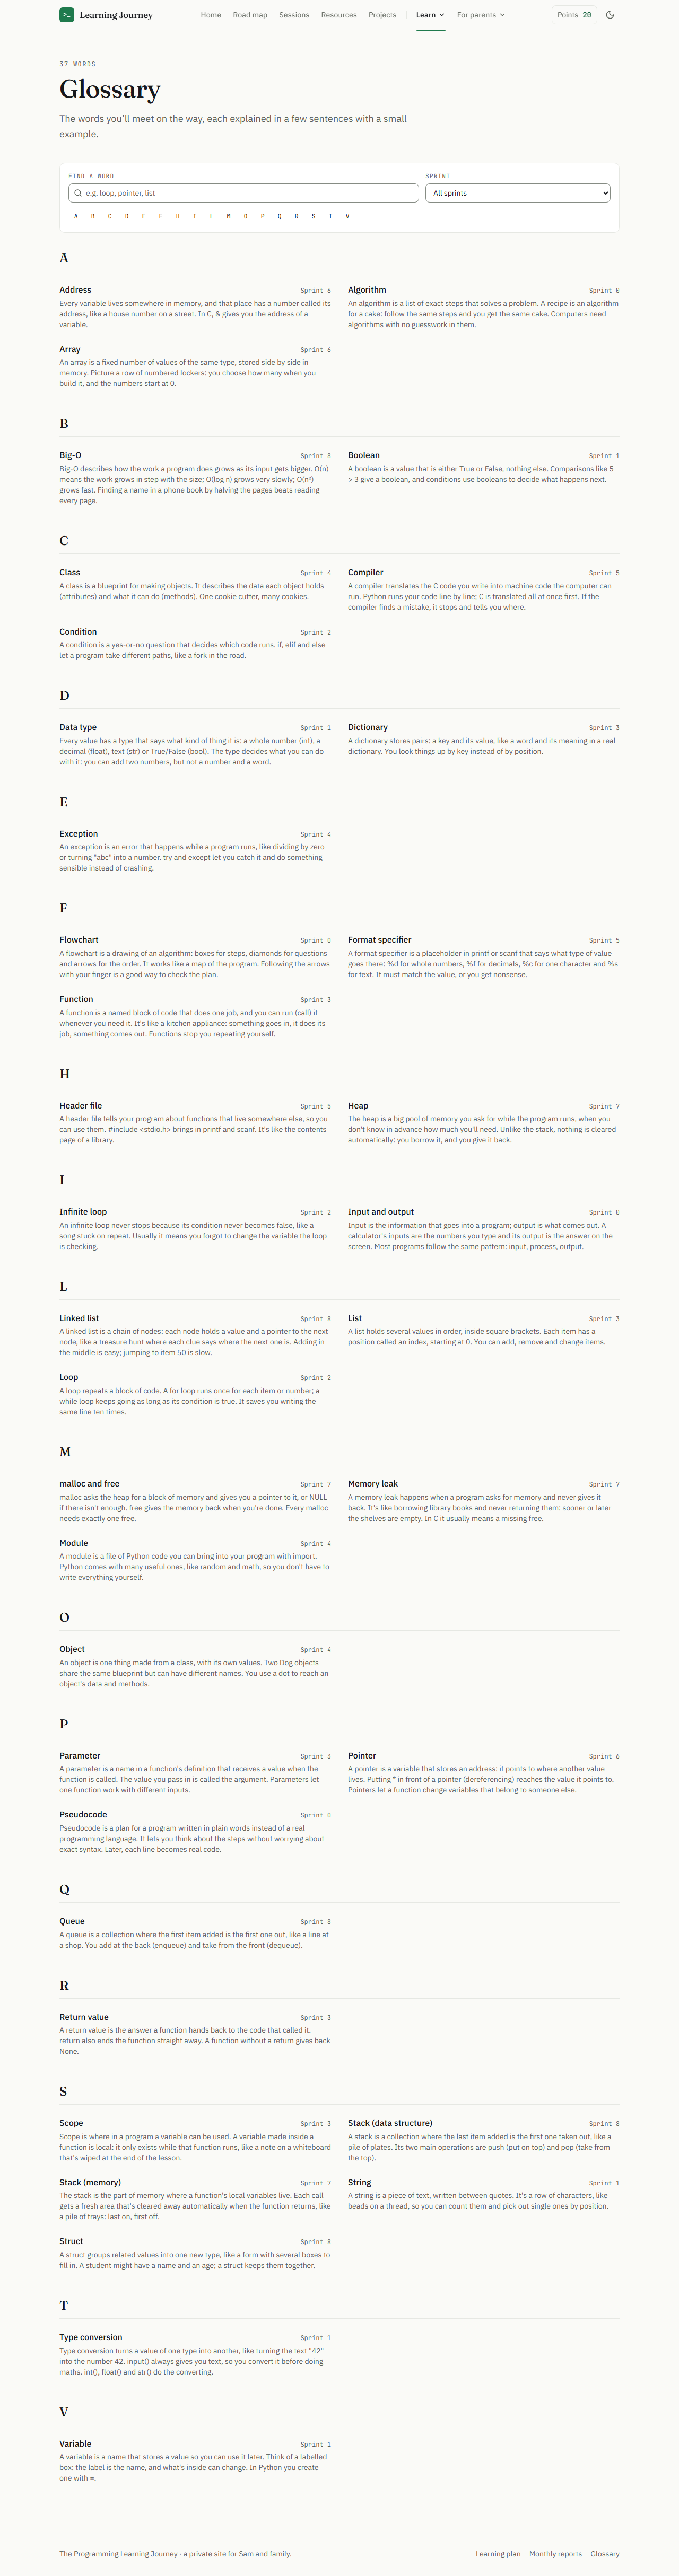 >_ Learning Journey Home Road map Sessions Resources Projects Learn For parents Points 20
37 WORDS
Glossary
The words you'll meet on the way, each explained in a few sentences with a small
example.
FIND A WORD SPRINT
e.g. loop, pointer, list All sprints
A B C D E F H I L M O P Q R S T V
A
Address Sprint 6
Every variable lives somewhere in memory, and that place has a number called its
address, like a house number on a street. In C, & gives you the address of a
variable.
Algorithm Sprint 0
An algorithm is a list of exact steps that solves a problem. A recipe is an algorithm
for a cake: follow the same steps and you get the same cake. Computers need
algorithms with no guesswork in them.
Array Sprint 6
An array is a fixed number of values of the same type, stored side by side in
memory. Picture a row of numbered lockers: you choose how many when you
build it, and the numbers start at 0.
B
Big-O Sprint 8
Big-O describes how the work a program does grows as its input gets bigger. O(n)
means the work grows in step with the size; O(log n) grows very slowly; O(n²)
grows fast. Finding a name in a phone book by halving the pages beats reading
every page.
Boolean Sprint 1
A boolean is a value that is either True or False, nothing else. Comparisons like 5
> 3 give a boolean, and conditions use booleans to decide what happens next.
C
Class Sprint 4
A class is a blueprint for making objects. It describes the data each object holds
(attributes) and what it can do (methods). One cookie cutter, many cookies.
Compiler Sprint 5
A compiler translates the C code you write into machine code the computer can
run. Python runs your code line by line; C is translated all at once first. If the
compiler finds a mistake, it stops and tells you where.
Condition Sprint 2
A condition is a yes-or-no question that decides which code runs. if, elif and else
let a program take different paths, like a fork in the road.
D
Data type Sprint 1
Every value has a type that says what kind of thing it is: a whole number (int), a
decimal (float), text (str) or True/False (bool). The type decides what you can do
with it: you can add two numbers, but not a number and a word.
Dictionary Sprint 3
A dictionary stores pairs: a key and its value, like a word and its meaning in a real
dictionary. You look things up by key instead of by position.
E
Exception Sprint 4
An exception is an error that happens while a program runs, like dividing by zero
or turning "abc" into a number. try and except let you catch it and do something
sensible instead of crashing.
F
Flowchart Sprint 0
A flowchart is a drawing of an algorithm: boxes for steps, diamonds for questions
and arrows for the order. It works like a map of the program. Following the arrows
with your finger is a good way to check the plan.
Format specifier Sprint 5
A format specifier is a placeholder in printf or scanf that says what type of value
goes there: %d for whole numbers, %f for decimals, %c for one character and %s
for text. It must match the value, or you get nonsense.
Function Sprint 3
A function is a named block of code that does one job, and you can run (call) it
whenever you need it. It's like a kitchen appliance: something goes in, it does its
job, something comes out. Functions stop you repeating yourself.
H
Header file Sprint 5
A header file tells your program about functions that live somewhere else, so you
can use them. #include <stdio.h> brings in printf and scanf. It's like the contents
page of a library.
Heap Sprint 7
The heap is a big pool of memory you ask for while the program runs, when you
don't know in advance how much you'll need. Unlike the stack, nothing is cleared
automatically: you borrow it, and you give it back.
I
Infinite loop Sprint 2
An infinite loop never stops because its condition never becomes false, like a
song stuck on repeat. Usually it means you forgot to change the variable the loop
is checking.
Input and output Sprint 0
Input is the information that goes into a program; output is what comes out. A
calculator's inputs are the numbers you type and its output is the answer on the
screen. Most programs follow the same pattern: input, process, output.
L
Linked list Sprint 8
A linked list is a chain of nodes: each node holds a value and a pointer to the next
node, like a treasure hunt where each clue says where the next one is. Adding in
the middle is easy; jumping to item 50 is slow.
List Sprint 3
A list holds several values in order, inside square brackets. Each item has a
position called an index, starting at 0. You can add, remove and change items.
Loop Sprint 2
A loop repeats a block of code. A for loop runs once for each item or number; a
while loop keeps going as long as its condition is true. It saves you writing the
same line ten times.
M
malloc and free Sprint 7
malloc asks the heap for a block of memory and gives you a pointer to it, or NULL
if there isn't enough. free gives the memory back when you're done. Every malloc
needs exactly one free.
Memory leak Sprint 7
A memory leak happens when a program asks for memory and never gives it
back. It's like borrowing library books and never returning them: sooner or later
the shelves are empty. In C it usually means a missing free.
Module Sprint 4
A module is a file of Python code you can bring into your program with import.
Python comes with many useful ones, like random and math, so you don't have to
write everything yourself.
O
Object Sprint 4
An object is one thing made from a class, with its own values. Two Dog objects
share the same blueprint but can have different names. You use a dot to reach an
object's data and methods.
P
Parameter Sprint 3
A parameter is a name in a function's definition that receives a value when the
function is called. The value you pass in is called the argument. Parameters let
one function work with different inputs.
Pointer Sprint 6
A pointer is a variable that stores an address: it points to where another value
lives. Putting * in front of a pointer (dereferencing) reaches the value it points to.
Pointers let a function change variables that belong to someone else.
Pseudocode Sprint 0
Pseudocode is a plan for a program written in plain words instead of a real
programming language. It lets you think about the steps without worrying about
exact syntax. Later, each line becomes real code.
Q
Queue Sprint 8
A queue is a collection where the first item added is the first one out, like a line at
a shop. You add at the back (enqueue) and take from the front (dequeue).
R
Return value Sprint 3
A return value is the answer a function hands back to the code that called it.
return also ends the function straight away. A function without a return gives back
None.
S
Scope Sprint 3
Scope is where in a program a variable can be used. A variable made inside a
function is local: it only exists while that function runs, like a note on a whiteboard
that's wiped at the end of the lesson.
Stack (data structure) Sprint 8
A stack is a collection where the last item added is the first one taken out, like a
pile of plates. Its two main operations are push (put on top) and pop (take from
the top).
Stack (memory) Sprint 7
The stack is the part of memory where a function's local variables live. Each call
gets a fresh area that's cleared away automatically when the function returns, like
a pile of trays: last on, first off.
String Sprint 1
A string is a piece of text, written between quotes. It's a row of characters, like
beads on a thread, so you can count them and pick out single ones by position.
Struct Sprint 8
A struct groups related values into one new type, like a form with several boxes to
fill in. A student might have a name and an age; a struct keeps them together.
T
Type conversion Sprint 1
Type conversion turns a value of one type into another, like turning the text "42"
into the number 42. input() always gives you text, so you convert it before doing
maths. int(), float() and str() do the converting.
V
Variable Sprint 1
A variable is a name that stores a value so you can use it later. Think of a labelled
box: the label is the name, and what's inside can change. In Python you create
one with =.
The Programming Learning Journey · a private site for Sam and family. Learning plan Monthly reports Glossary